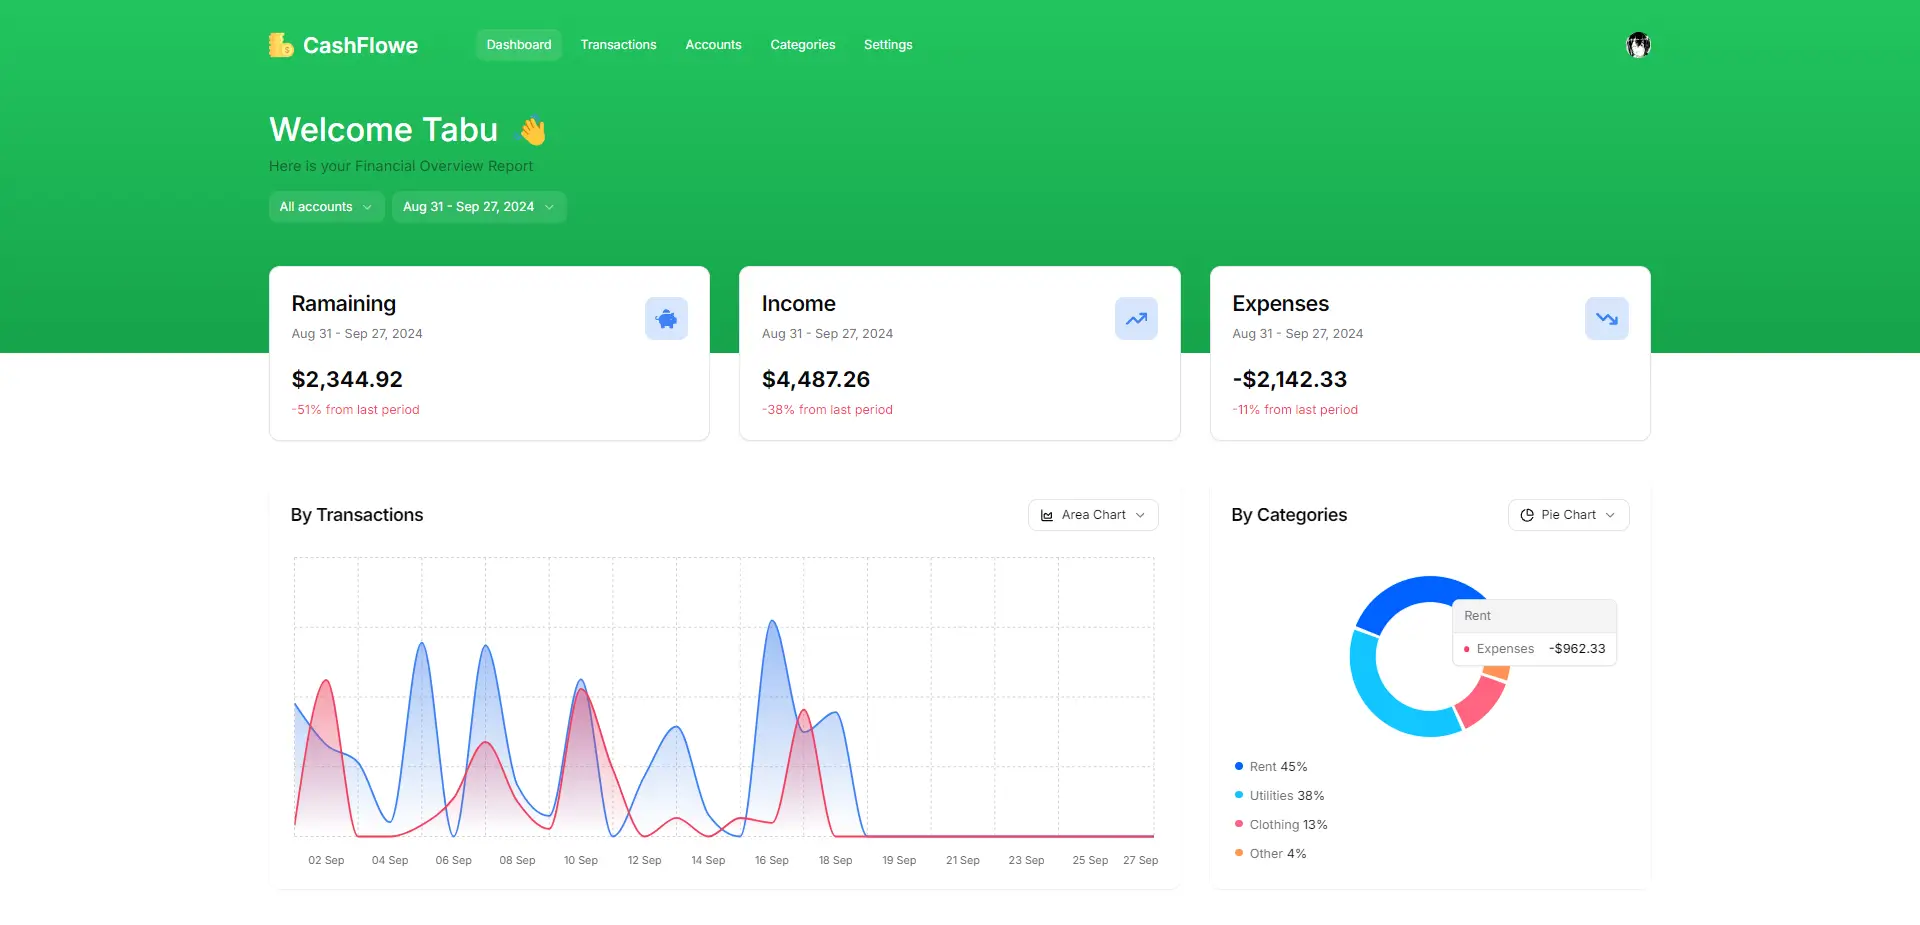 CashFlowe
Dashboard Transactions Accounts Categories Settings
Welcome Tabu 👋
Here is your Financial Overview Report
All accounts Aug 31 - Sep 27, 2024
Ramaining
Aug 31 - Sep 27, 2024
$2,344.92
-51% from last period
Income
Aug 31 - Sep 27, 2024
$4,487.26
-38% from last period
Expenses
Aug 31 - Sep 27, 2024
-$2,142.33
-11% from last period
By Transactions
Area Chart
02 Sep 04 Sep 06 Sep 08 Sep 10 Sep 12 Sep 14 Sep 16 Sep 18 Sep 19 Sep 21 Sep 23 Sep 25 Sep 27 Sep
By Categories
Pie Chart
Rent
Expenses -$962.33
Rent 45%
Utilities 38%
Clothing 13%
Other 4%